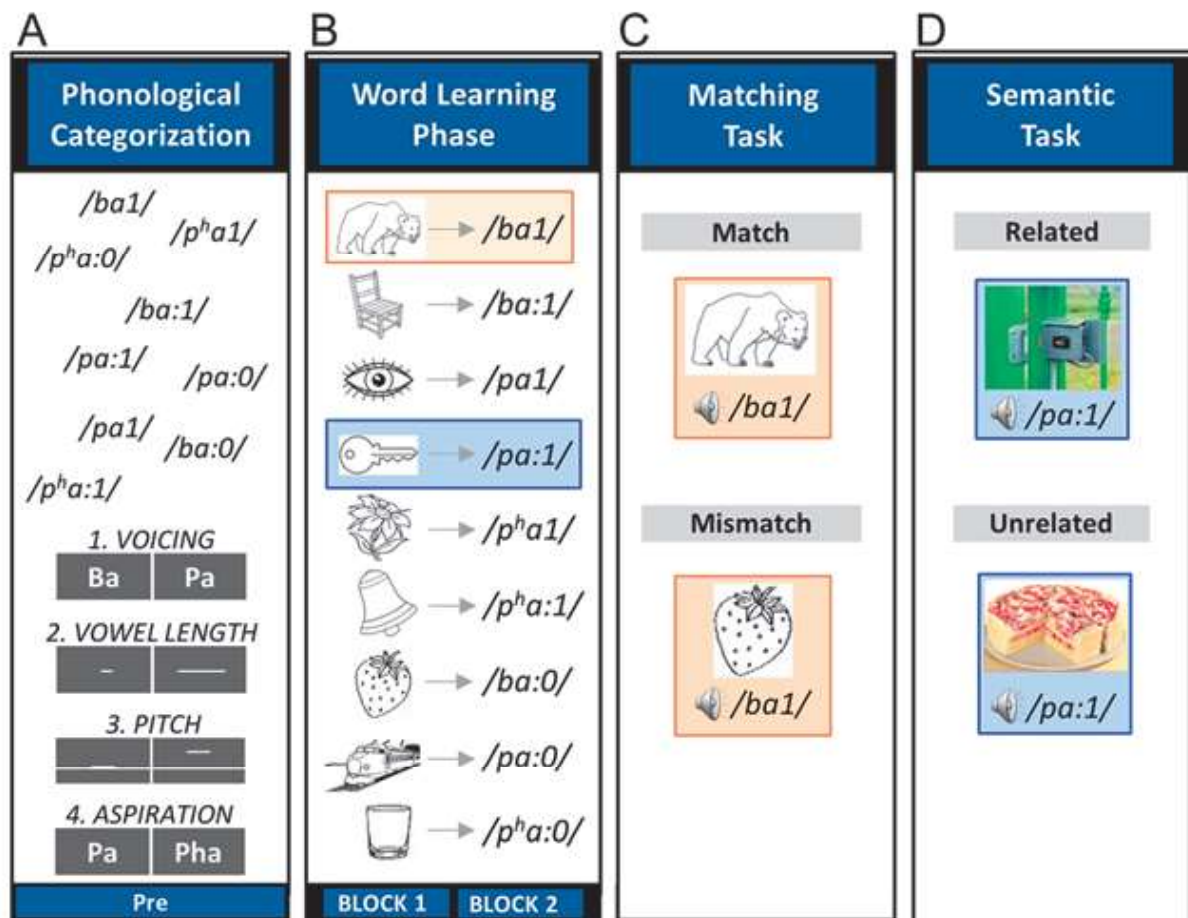 A
Phonological
Categorization
/ba1/
/pʰa1/
/pʰa:0/
/ba:1/
/pa:1/
/pa:0/
/pa1/
/ba:0/
/pʰa:1/
1. VOICING
Ba Pa
2. VOWEL LENGTH
3. PITCH
4. ASPIRATION
Pa Pha
Pre
B
Word Learning
Phase
/ba1/
/ba:1/
/pa1/
/pa:1/
/pʰa1/
/pʰa:1/
/ba:0/
/pa:0/
/pʰa:0/
BLOCK 1 BLOCK 2
C
Matching
Task
Match
/ba1/
Mismatch
/ba1/
D
Semantic
Task
Related
/pa:1/
Unrelated
/pa:1/